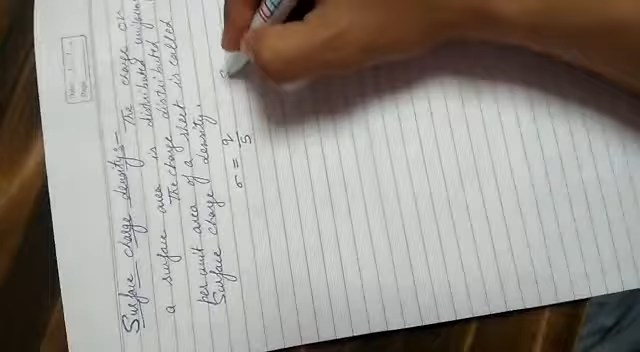 Surface charge density:- The charge on
a surface area is distributed uniform
The charge distributed
per unit area of a sheet is called
Surface charge density.
σ = q
S